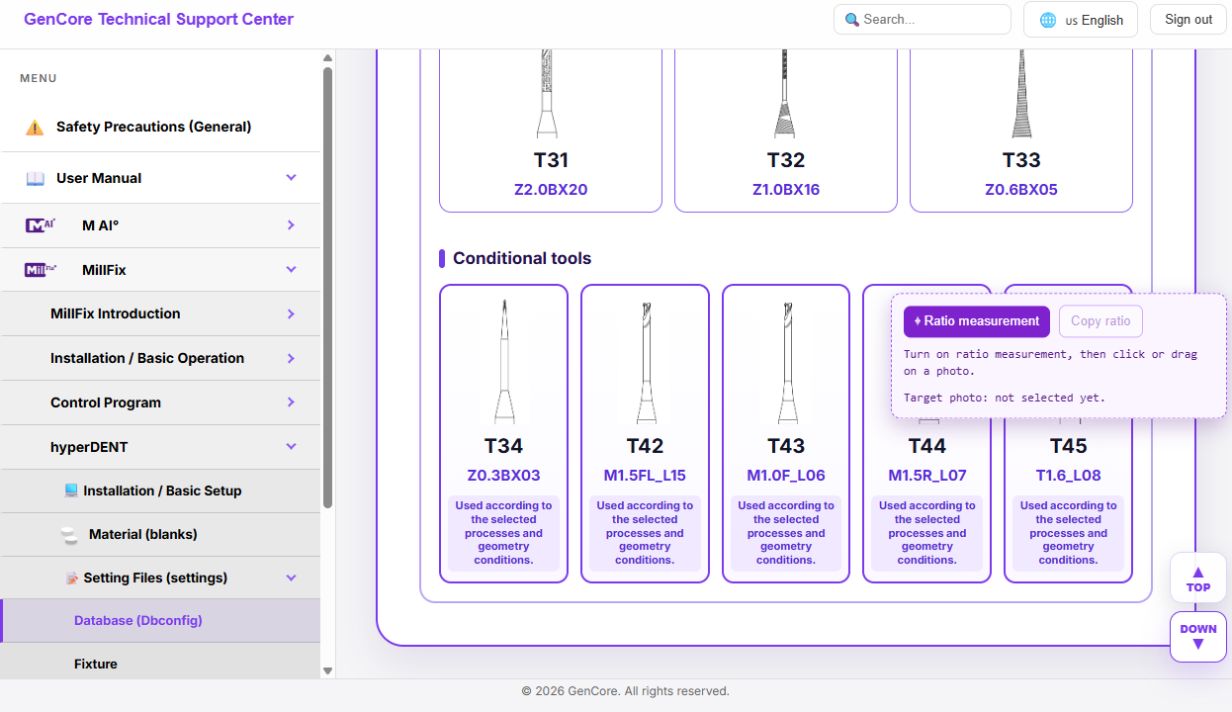 GenCore Technical Support Center
Search...
us English
Sign out
MENU
Safety Precautions (General)
User Manual
M AI°
M AI°
MillFix
MillFix
MillFix Introduction
Installation / Basic Operation
Control Program
hyperDENT
Installation / Basic Setup
Material (blanks)
Setting Files (settings)
Database (Dbconfig)
Fixture
T31
Z2.0BX20
T32
Z1.0BX16
T33
Z0.6BX05
Conditional tools
Ratio measurement
Copy ratio
Turn on ratio measurement, then click or drag
on a photo.
Target photo: not selected yet.
T34
Z0.3BX03
Used according to
the selected
processes and
geometry
conditions.
T42
M1.5FL_L15
Used according to
the selected
processes and
geometry
conditions.
T43
M1.0F_L06
Used according to
the selected
processes and
geometry
conditions.
T44
M1.5R_L07
Used according to
the selected
processes and
geometry
conditions.
T45
T1.6_L08
Used according to
the selected
processes and
geometry
conditions.
▲
TOP
DOWN
▼
© 2026 GenCore. All rights reserved.